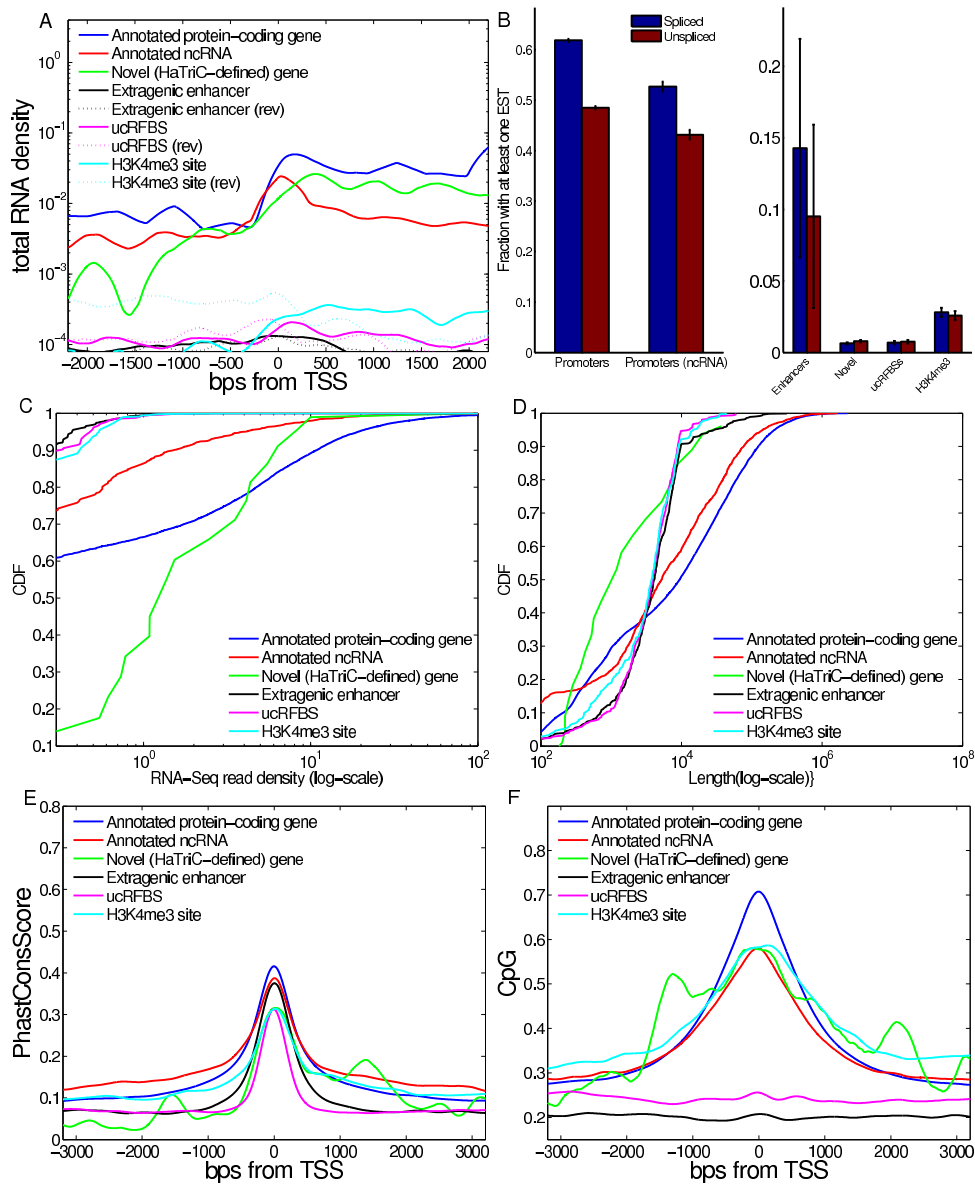 A
Annotated protein-coding gene
Annotated ncRNA
Novel (HaTriC-defined) gene
Extragenic enhancer
Extragenic enhancer (rev)
ucRFBS
ucRFBS (rev)
H3K4me3 site
H3K4me3 site (rev)
10^0
10^-1
10^-2
10^-3
10^-4
total RNA density
-2000 -1500 -1000 -500 0 500 1000 1500 2000
bps from TSS
B
Spliced
Unspliced
Fraction with at least one EST
0.6
0.5
0.4
0.3
0.2
0.1
0
Promoters Promoters (ncRNA)
0.2
0.15
0.1
0.05
0
Enhancers
Novel
ucRFBSs
H3K4me3
C
CDF
1
0.9
0.8
0.7
0.6
0.5
0.4
0.3
0.2
0.1
Annotated protein-coding gene
Annotated ncRNA
Novel (HaTriC-defined) gene
Extragenic enhancer
ucRFBS
H3K4me3 site
10^0 10^1 10^2
RNA-Seq read density (log-scale)
D
CDF
1
0.9
0.8
0.7
0.6
0.5
0.4
0.3
0.2
0.1
0
Annotated protein-coding gene
Annotated ncRNA
Novel (HaTriC-defined) gene
Extragenic enhancer
ucRFBS
H3K4me3 site
10^2 10^4 10^6 10^8
Length(log-scale)}
E
PhastConsScore
0.8
0.7
0.6
0.5
0.4
0.3
0.2
0.1
0
Annotated protein-coding gene
Annotated ncRNA
Novel (HaTriC-defined) gene
Extragenic enhancer
ucRFBS
H3K4me3 site
-3000 -2000 -1000 0 1000 2000 3000
bps from TSS
F
CpG
0.8
0.7
0.6
0.5
0.4
0.3
0.2
Annotated protein-coding gene
Annotated ncRNA
Novel (HaTriC-defined) gene
Extragenic enhancer
ucRFBS
H3K4me3 site
-3000 -2000 -1000 0 1000 2000 3000
bps from TSS